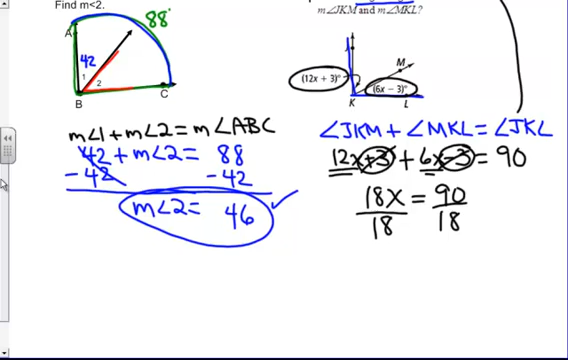 Find m<2.
88°
A
42
1
2
B
C
m∠JKM and m∠MKL?
M
(12x + 3)°
(6x − 3)°
K
L
m∠1 + m∠2 = m∠ABC
42 + m∠2 = 88
− 42 − 42
m∠2 = 46 ✓
∠JKM + ∠MKL = ∠JKL
12x + 3 + 6x − 3 = 90
18x = 90
18 18